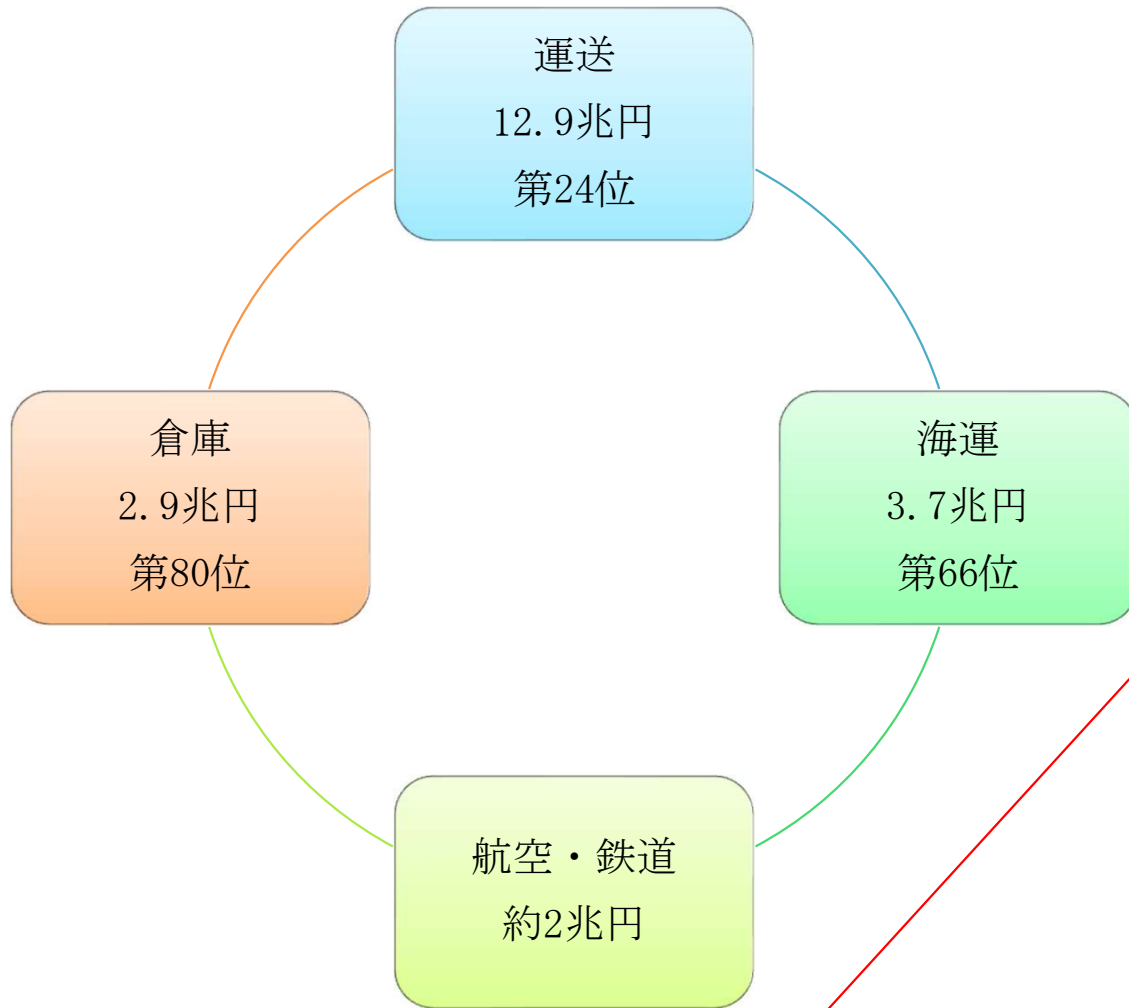 運送
12.9兆円
第24位
倉庫
2.9兆円
第80位
海運
3.7兆円
第66位
航空・鉄道
約2兆円